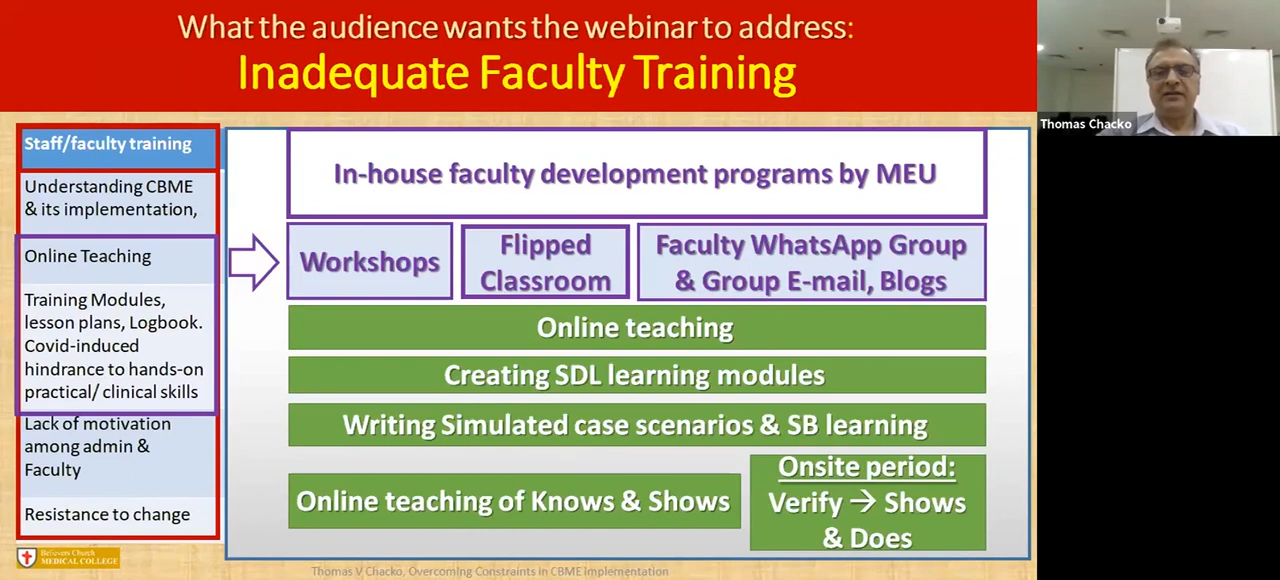 What the audience wants the webinar to address:
Inadequate Faculty Training
Thomas Chacko
Staff/faculty training
Understanding CBME
& its implementation,
Online Teaching
Training Modules,
lesson plans, Logbook.
Covid-induced
hindrance to hands-on
practical/ clinical skills
Lack of motivation
among admin &
Faculty
Resistance to change
In-house faculty development programs by MEU
Workshops
Flipped
Classroom
Faculty WhatsApp Group
& Group E-mail, Blogs
Online teaching
Creating SDL learning modules
Writing Simulated case scenarios & SB learning
Online teaching of Knows & Shows
Onsite period:
Verify → Shows
& Does
Believers Church
MEDICAL COLLEGE
Thomas V Chacko, Overcoming Constraints in CBME Implementation